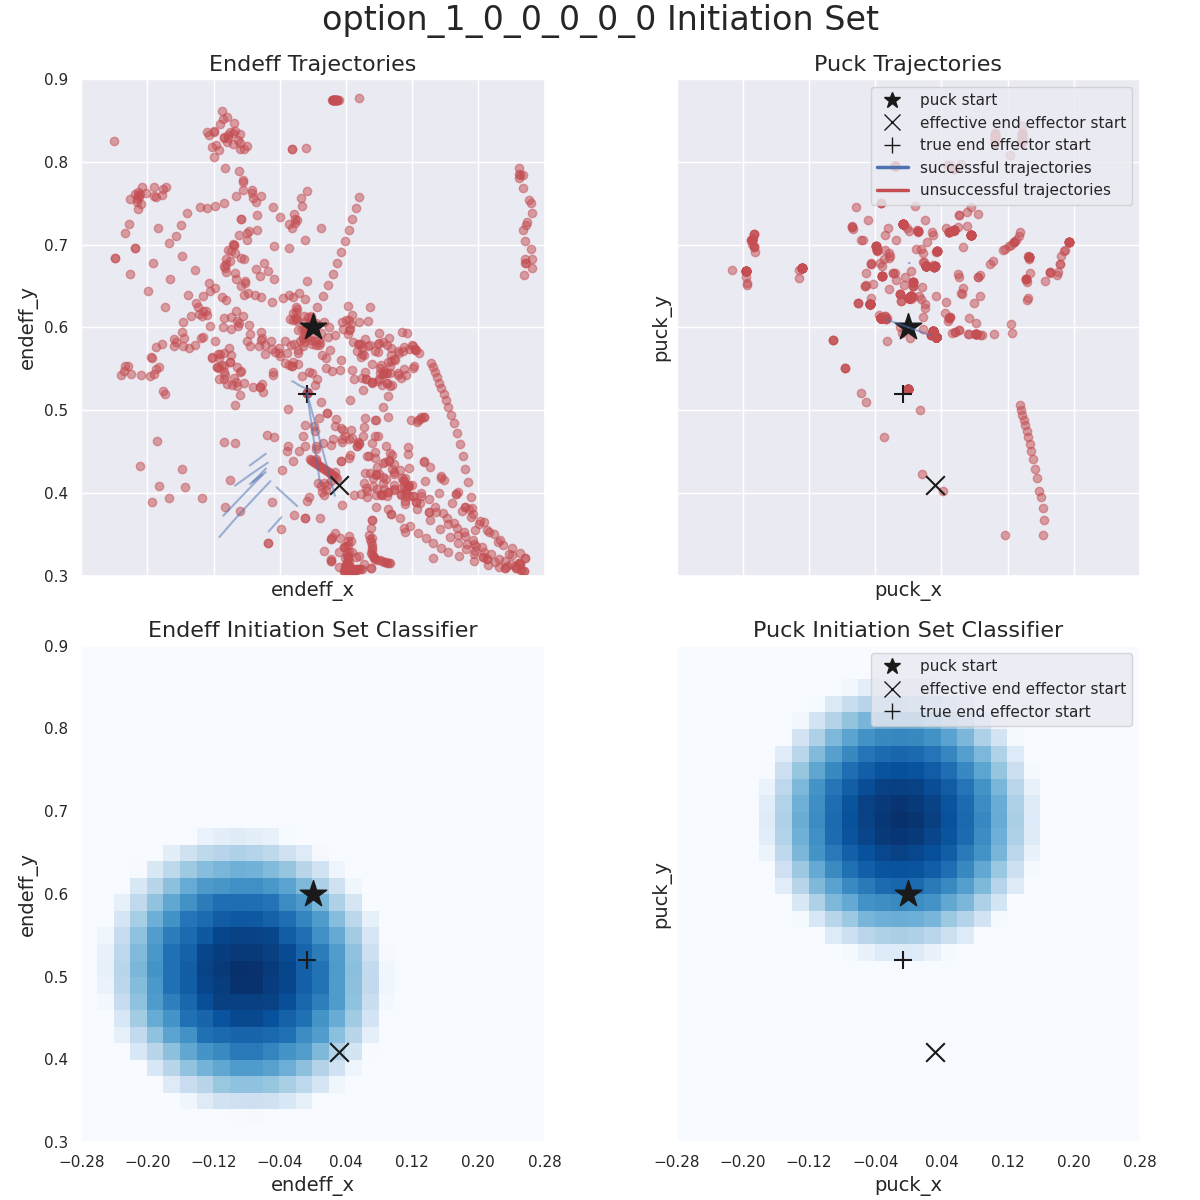 option_1_0_0_0_0_0 Initiation Set
Endeff Trajectories
0.9
0.8
0.7
0.6
0.5
0.4
0.3
endeff_y
endeff_x
Puck Trajectories
puck start
effective end effector start
true end effector start
successful trajectories
unsuccessful trajectories
puck_y
puck_x
Endeff Initiation Set Classifier
0.9
0.8
0.7
0.6
0.5
0.4
0.3
endeff_y
−0.28 −0.20 −0.12 −0.04 0.04 0.12 0.20 0.28
endeff_x
Puck Initiation Set Classifier
puck start
effective end effector start
true end effector start
puck_y
−0.28 −0.20 −0.12 −0.04 0.04 0.12 0.20 0.28
puck_x